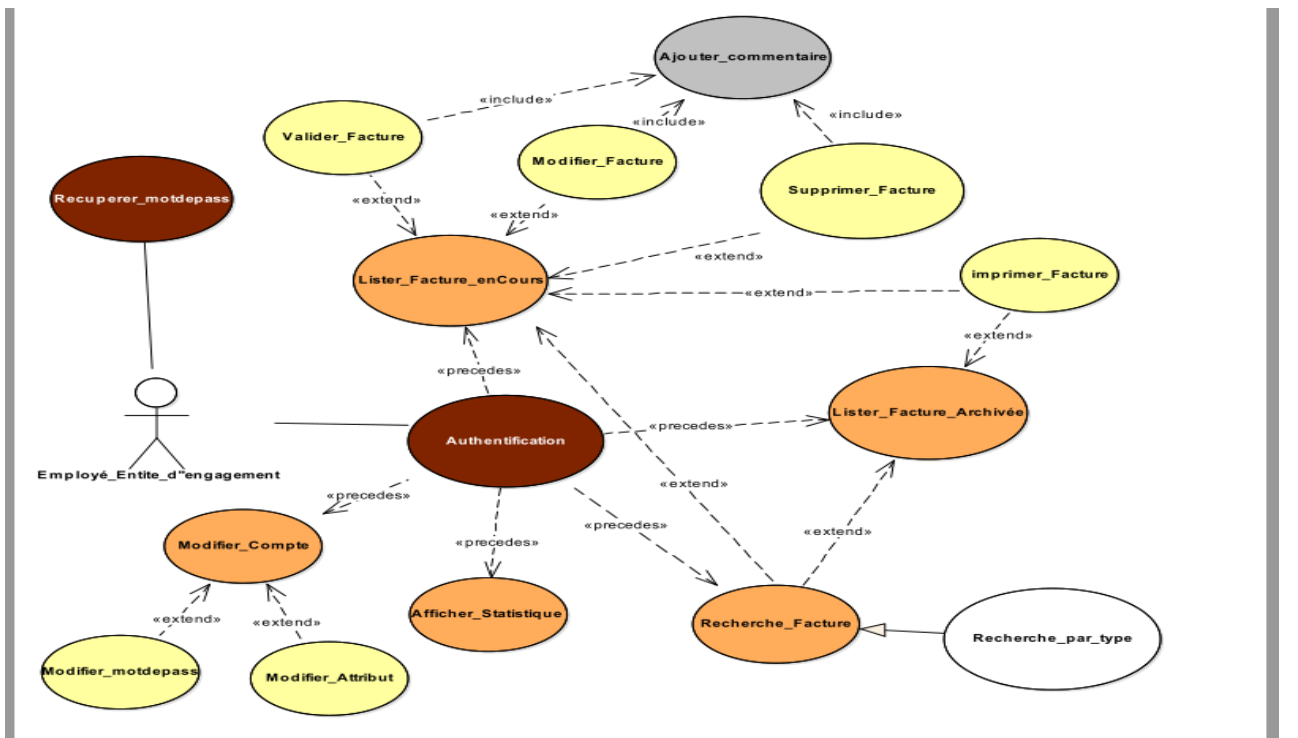 Ajouter_commentaire
«include»
Valider_Facture
«include»
«include»
Modifier_Facture
Supprimer_Facture
Recuperer_motdepass
«extend»
«extend»
«extend»
Lister_Facture_enCours
imprimer_Facture
«extend»
«extend»
«precedes»
Lister_Facture_Archivée
Authentification
«precedes»
Employé_Entite_d"engagement
«precedes»
«extend»
«precedes»
«extend»
«precedes»
Modifier_Compte
Afficher_Statistique
Recherche_Facture
Recherche_par_type
«extend»
«extend»
Modifier_motdepass
Modifier_Attribut